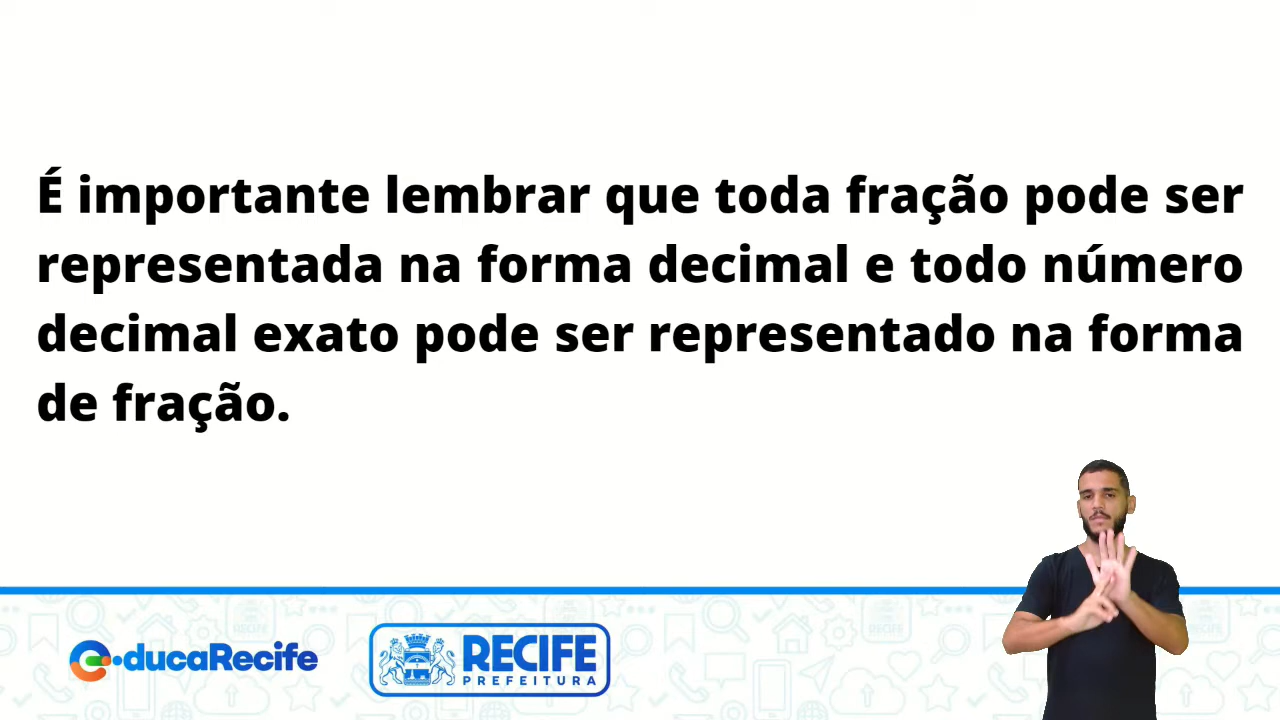 É importante lembrar que toda fração pode ser
representada na forma decimal e todo número
decimal exato pode ser representado na forma
de fração.
educaRecife
RECIFE
PREFEITURA